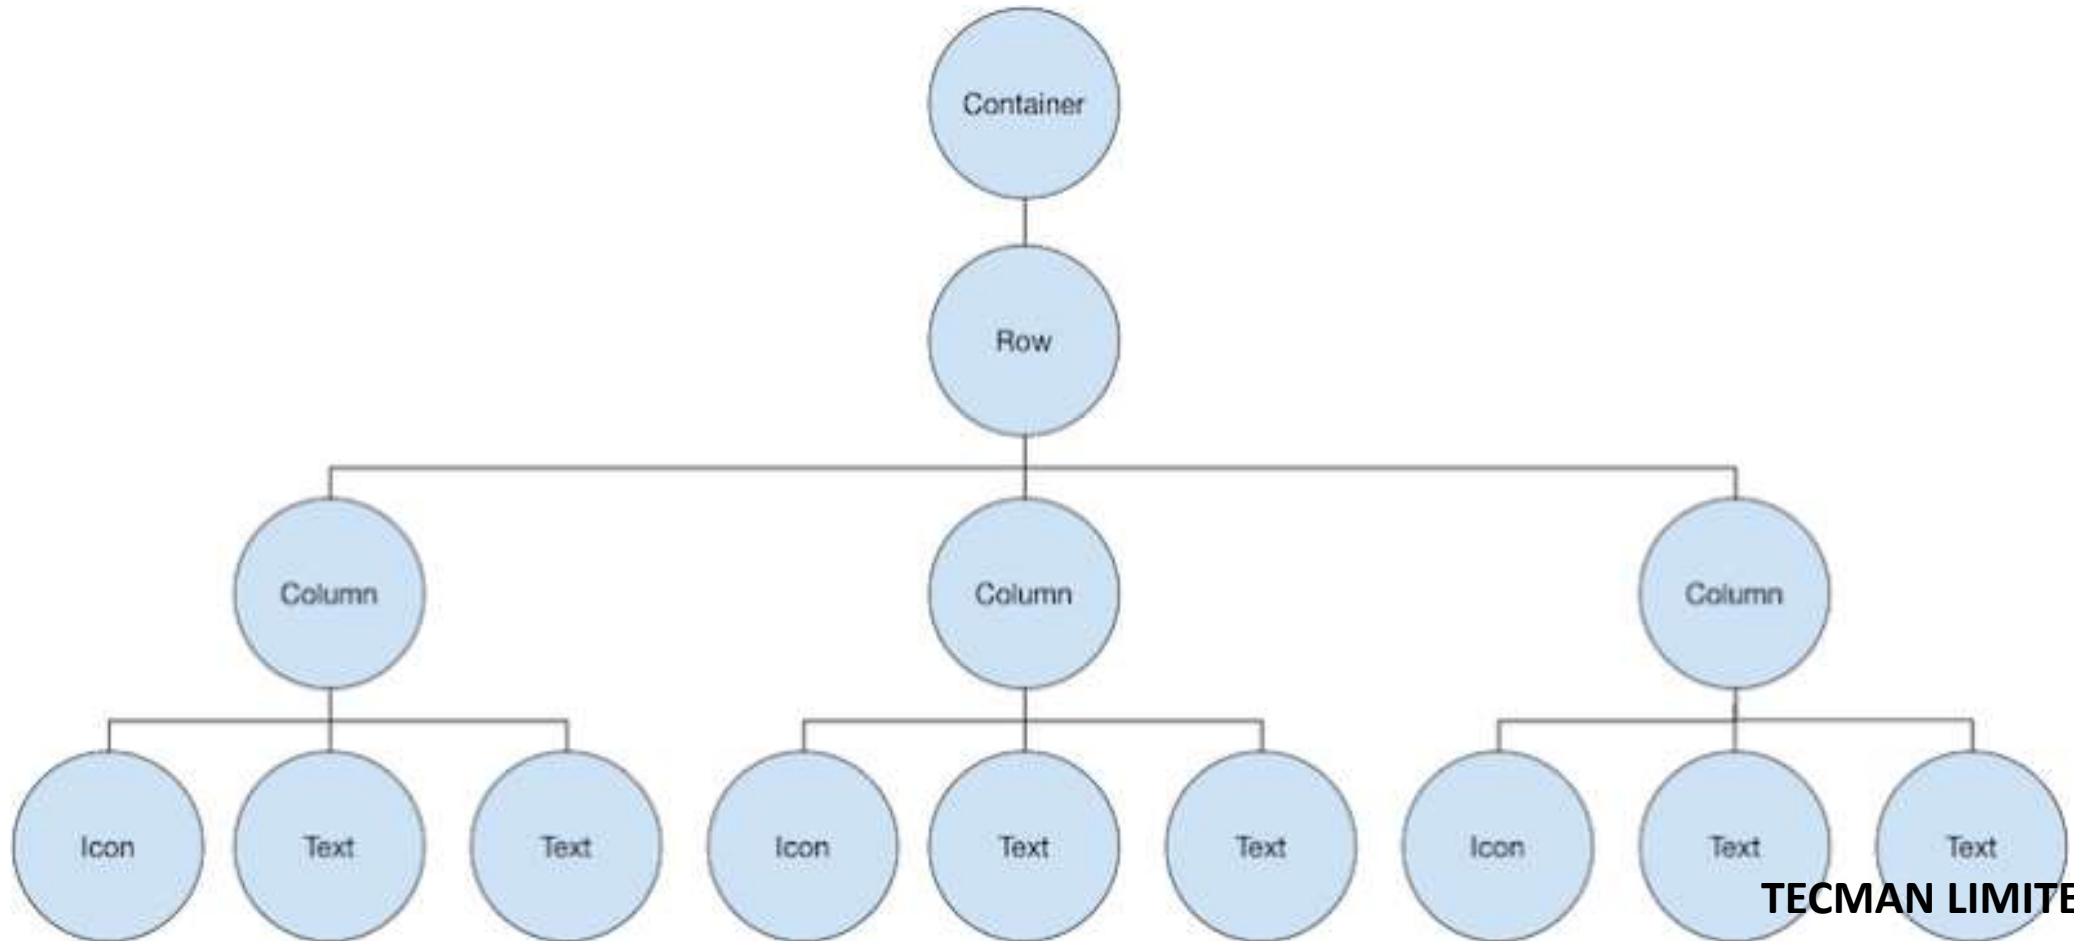 Container
Row
Column
Column
Column
Icon
Text
Text
Icon
Text
Text
Icon
Text
Text
TECMAN LIMITE